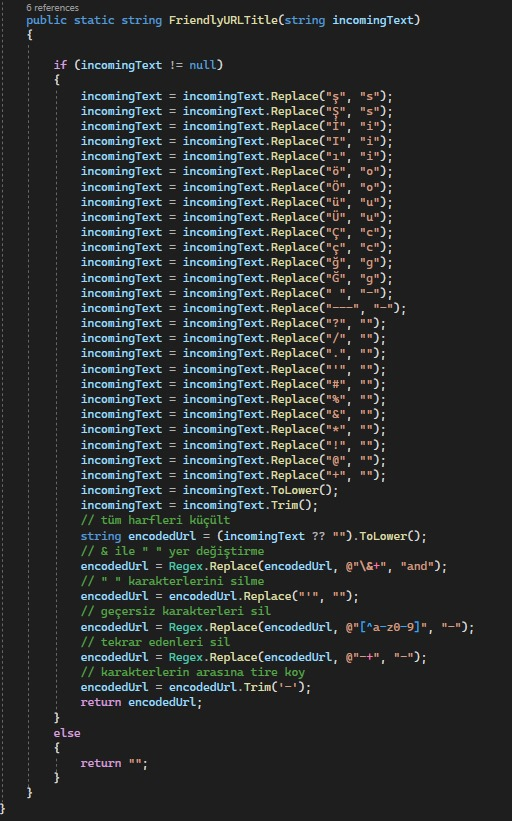 6 references
public static string FriendlyURLTitle(string incomingText)
{
if (incomingText != null)
{
incomingText = incomingText.Replace("ş", "s");
incomingText = incomingText.Replace("Ş", "s");
incomingText = incomingText.Replace("İ", "i");
incomingText = incomingText.Replace("I", "i");
incomingText = incomingText.Replace("ı", "i");
incomingText = incomingText.Replace("ö", "o");
incomingText = incomingText.Replace("Ö", "o");
incomingText = incomingText.Replace("ü", "u");
incomingText = incomingText.Replace("Ü", "u");
incomingText = incomingText.Replace("Ç", "c");
incomingText = incomingText.Replace("ç", "c");
incomingText = incomingText.Replace("ğ", "g");
incomingText = incomingText.Replace("Ğ", "g");
incomingText = incomingText.Replace(" ", "-");
incomingText = incomingText.Replace("---", "-");
incomingText = incomingText.Replace("?", "");
incomingText = incomingText.Replace("/", "");
incomingText = incomingText.Replace(".", "");
incomingText = incomingText.Replace("'", "");
incomingText = incomingText.Replace("#", "");
incomingText = incomingText.Replace("%", "");
incomingText = incomingText.Replace("&", "");
incomingText = incomingText.Replace("*", "");
incomingText = incomingText.Replace("!", "");
incomingText = incomingText.Replace("@", "");
incomingText = incomingText.Replace("+", "");
incomingText = incomingText.ToLower();
incomingText = incomingText.Trim();
// tüm harfleri küçült
string encodedUrl = (incomingText ?? "").ToLower();
// & ile " " yer değiştirme
encodedUrl = Regex.Replace(encodedUrl, @"\&+", "and");
// " " karakterlerini silme
encodedUrl = encodedUrl.Replace("'", "");
// geçersiz karakterleri sil
encodedUrl = Regex.Replace(encodedUrl, @"[^a-z0-9]", "-");
// tekrar edenleri sil
encodedUrl = Regex.Replace(encodedUrl, @"-+", "-");
// karakterlerin arasına tire koy
encodedUrl = encodedUrl.Trim('-');
return encodedUrl;
}
else
{
return "";
}
}
}